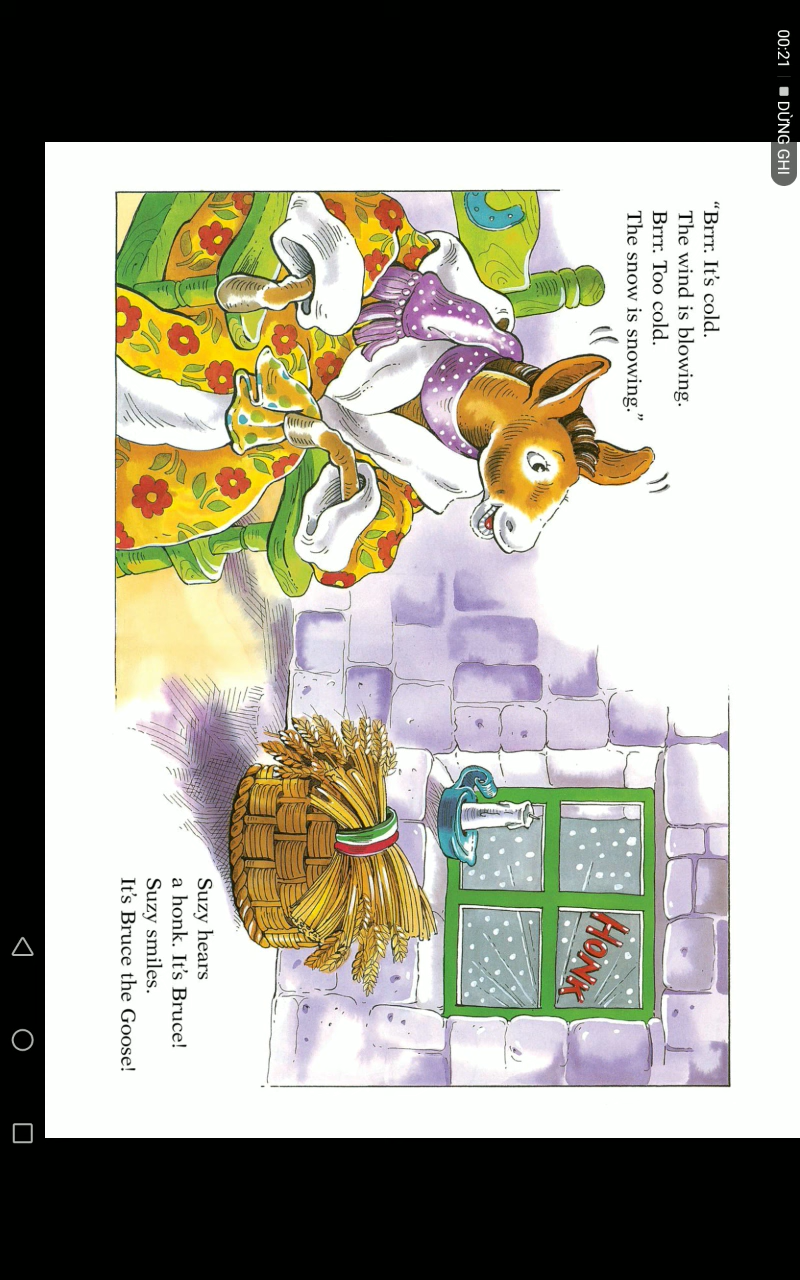 00:21 DỪNG GHI
“Brrr. It’s cold.
The wind is blowing.
Brrr. Too cold.
The snow is snowing.”
HONK
Suzy hears
a honk. It’s Bruce!
Suzy smiles.
It’s Bruce the Goose!